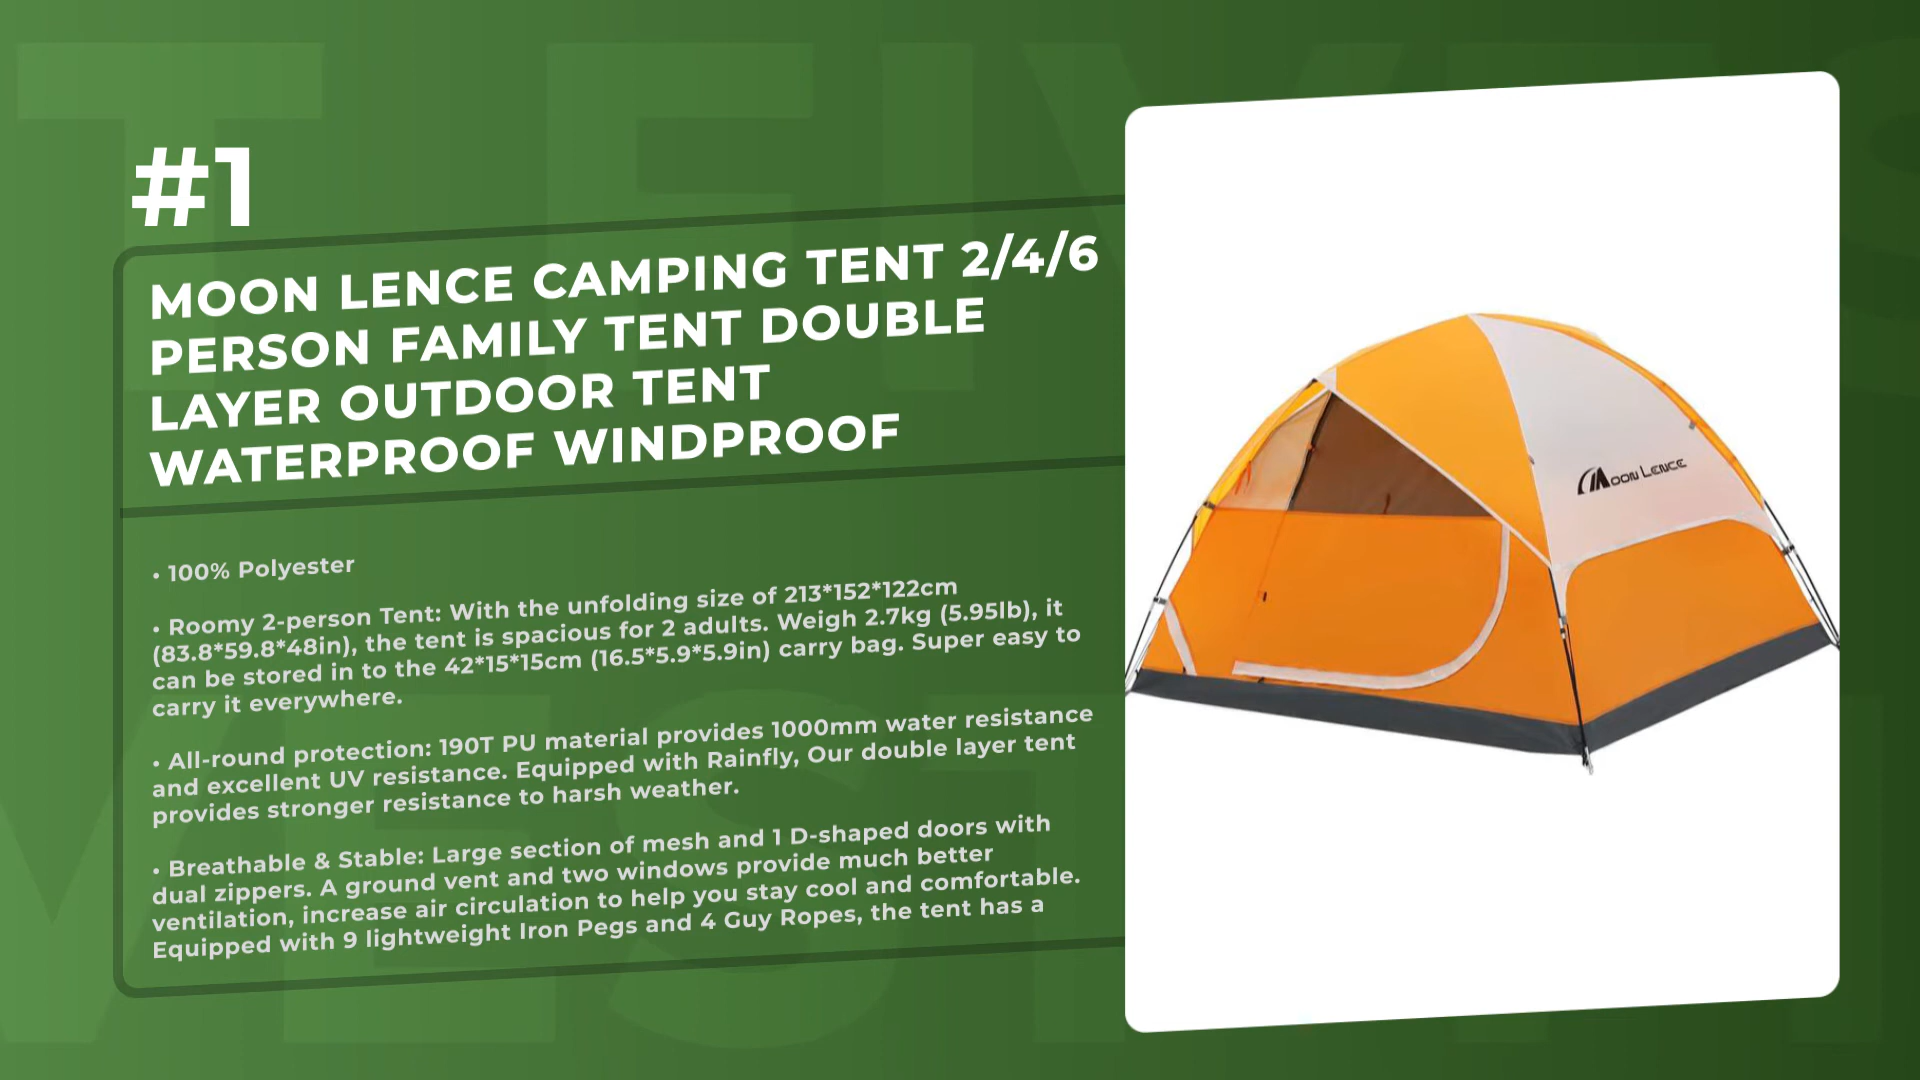 #1
MOON LENCE CAMPING TENT 2/4/6
PERSON FAMILY TENT DOUBLE
LAYER OUTDOOR TENT
WATERPROOF WINDPROOF
• 100% Polyester
• Roomy 2-person Tent: With the unfolding size of 213*152*122cm
(83.8*59.8*48in), the tent is spacious for 2 adults. Weigh 2.7kg (5.95lb), it
can be stored in to the 42*15*15cm (16.5*5.9*5.9in) carry bag. Super easy to
carry it everywhere.
• All-round protection: 190T PU material provides 1000mm water resistance
and excellent UV resistance. Equipped with Rainfly, Our double layer tent
provides stronger resistance to harsh weather.
• Breathable & Stable: Large section of mesh and 1 D-shaped doors with
dual zippers. A ground vent and two windows provide much better
ventilation, increase air circulation to help you stay cool and comfortable.
Equipped with 9 lightweight Iron Pegs and 4 Guy Ropes, the tent has a
MOON LENCE